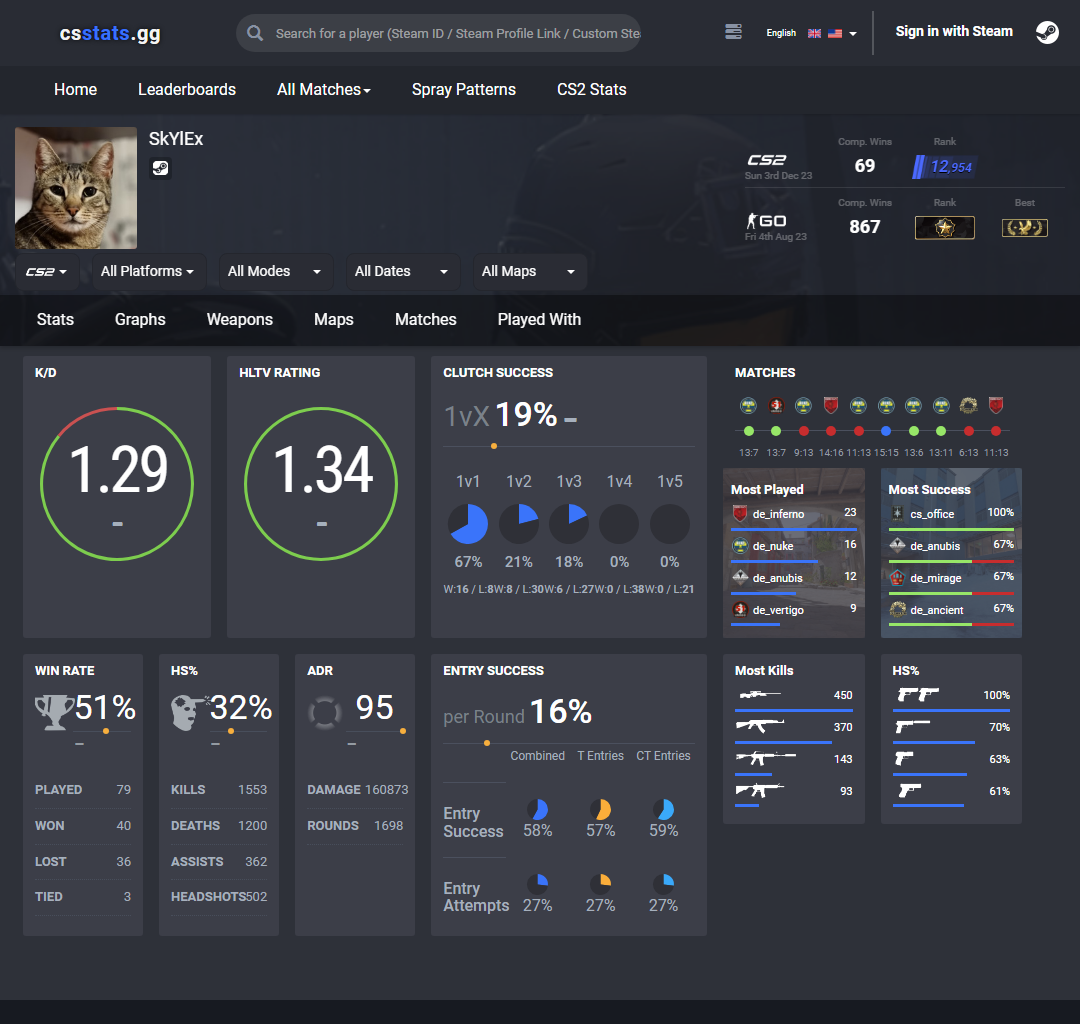 csstats.gg
Search for a player (Steam ID / Steam Profile Link / Custom Ste
English
Sign in with Steam
Home Leaderboards All Matches Spray Patterns CS2 Stats
SkYlEx
Comp. Wins Rank
CS2 69 12,954
Sun 3rd Dec 23
Comp. Wins Rank Best
GO 867
Fri 4th Aug 23
CS2 All Platforms All Modes All Dates All Maps
Stats Graphs Weapons Maps Matches Played With
K/D
1.29
-
HLTV RATING
1.34
-
CLUTCH SUCCESS
1vX 19% -
1v1 1v2 1v3 1v4 1v5
67% 21% 18% 0% 0%
W:16 / L:8 W:8 / L:30 W:6 / L:27 W:0 / L:38 W:0 / L:21
MATCHES
13:7 13:7 9:13 14:16 11:13 15:15 13:6 13:11 6:13 11:13
Most Played
de_inferno 23
de_nuke 16
de_anubis 12
de_vertigo 9
Most Success
cs_office 100%
de_anubis 67%
de_mirage 67%
de_ancient 67%
WIN RATE
51%
-
PLAYED 79
WON 40
LOST 36
TIED 3
HS%
32%
-
KILLS 1553
DEATHS 1200
ASSISTS 362
HEADSHOTS 502
ADR
95
-
DAMAGE 160873
ROUNDS 1698
ENTRY SUCCESS
per Round 16%
Combined T Entries CT Entries
Entry
Success 58% 57% 59%
Entry
Attempts 27% 27% 27%
Most Kills
450
370
143
93
HS%
100%
70%
63%
61%